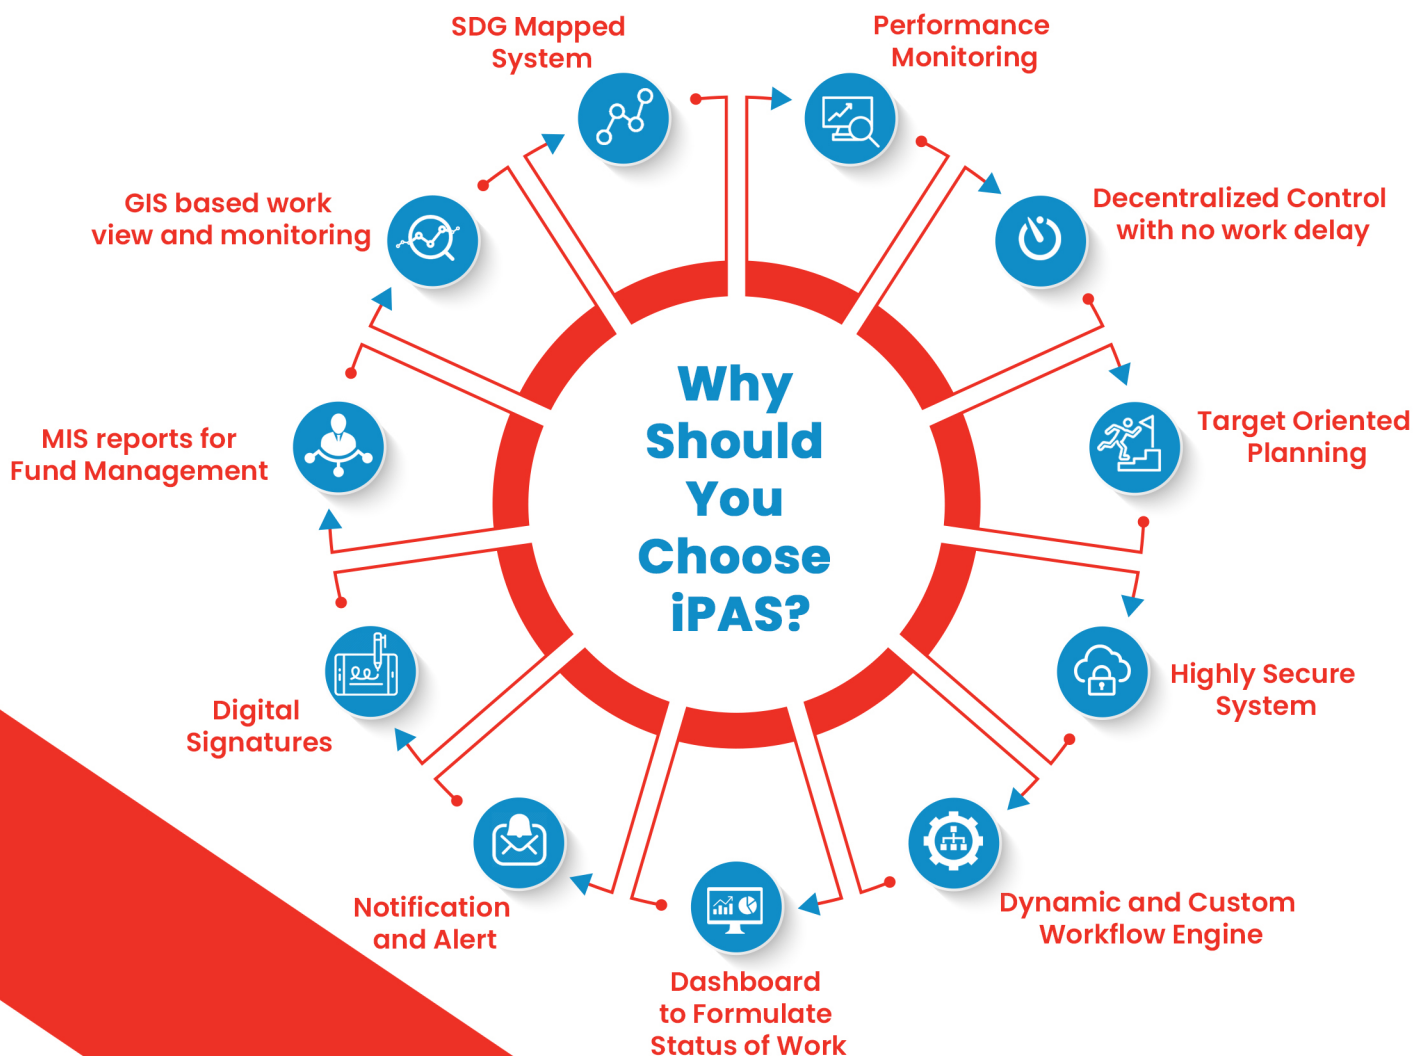 Why
Should
You
Choose
iPAS?
Performance
Monitoring
Decentralized Control
with no work delay
Target Oriented
Planning
Highly Secure
System
Dynamic and Custom
Workflow Engine
Dashboard
to Formulate
Status of Work
Notification
and Alert
Digital
Signatures
MIS reports for
Fund Management
GIS based work
view and monitoring
SDG Mapped
System